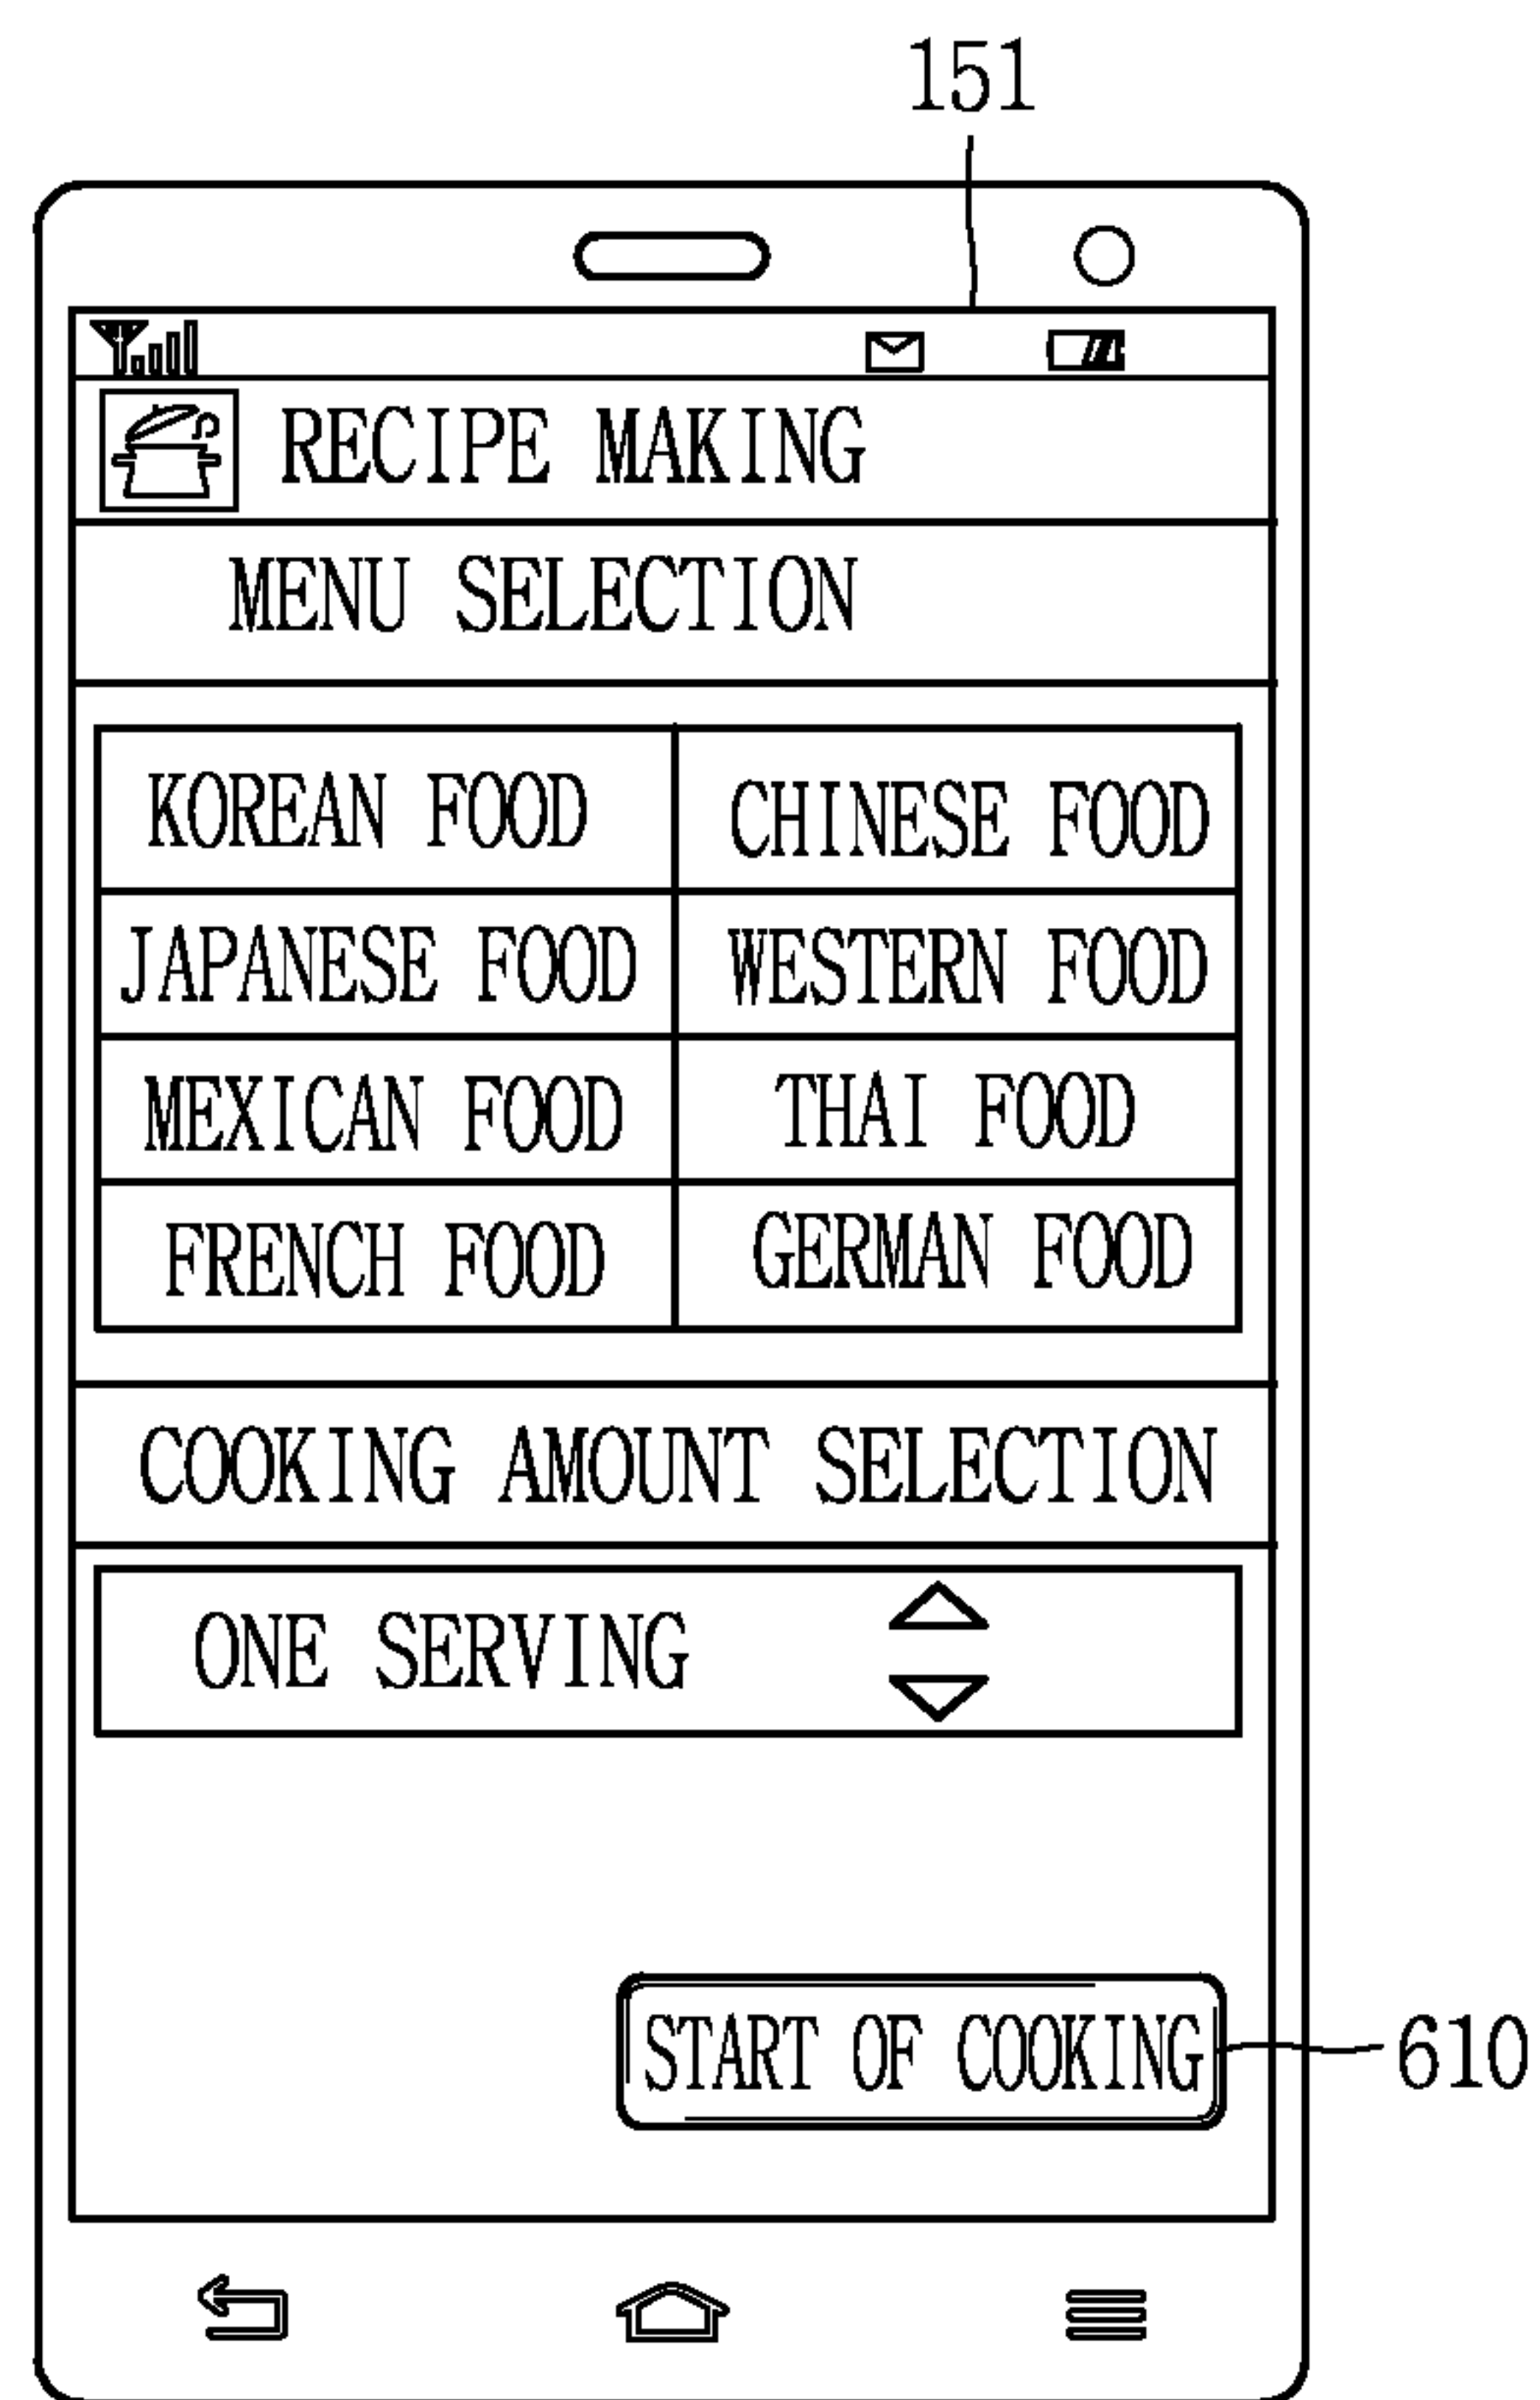 151
RECIPE MAKING
MENU SELECTION
KOREAN FOOD CHINESE FOOD
JAPANESE FOOD WESTERN FOOD
MEXICAN FOOD THAI FOOD
FRENCH FOOD GERMAN FOOD
COOKING AMOUNT SELECTION
ONE SERVING
START OF COOKING 610